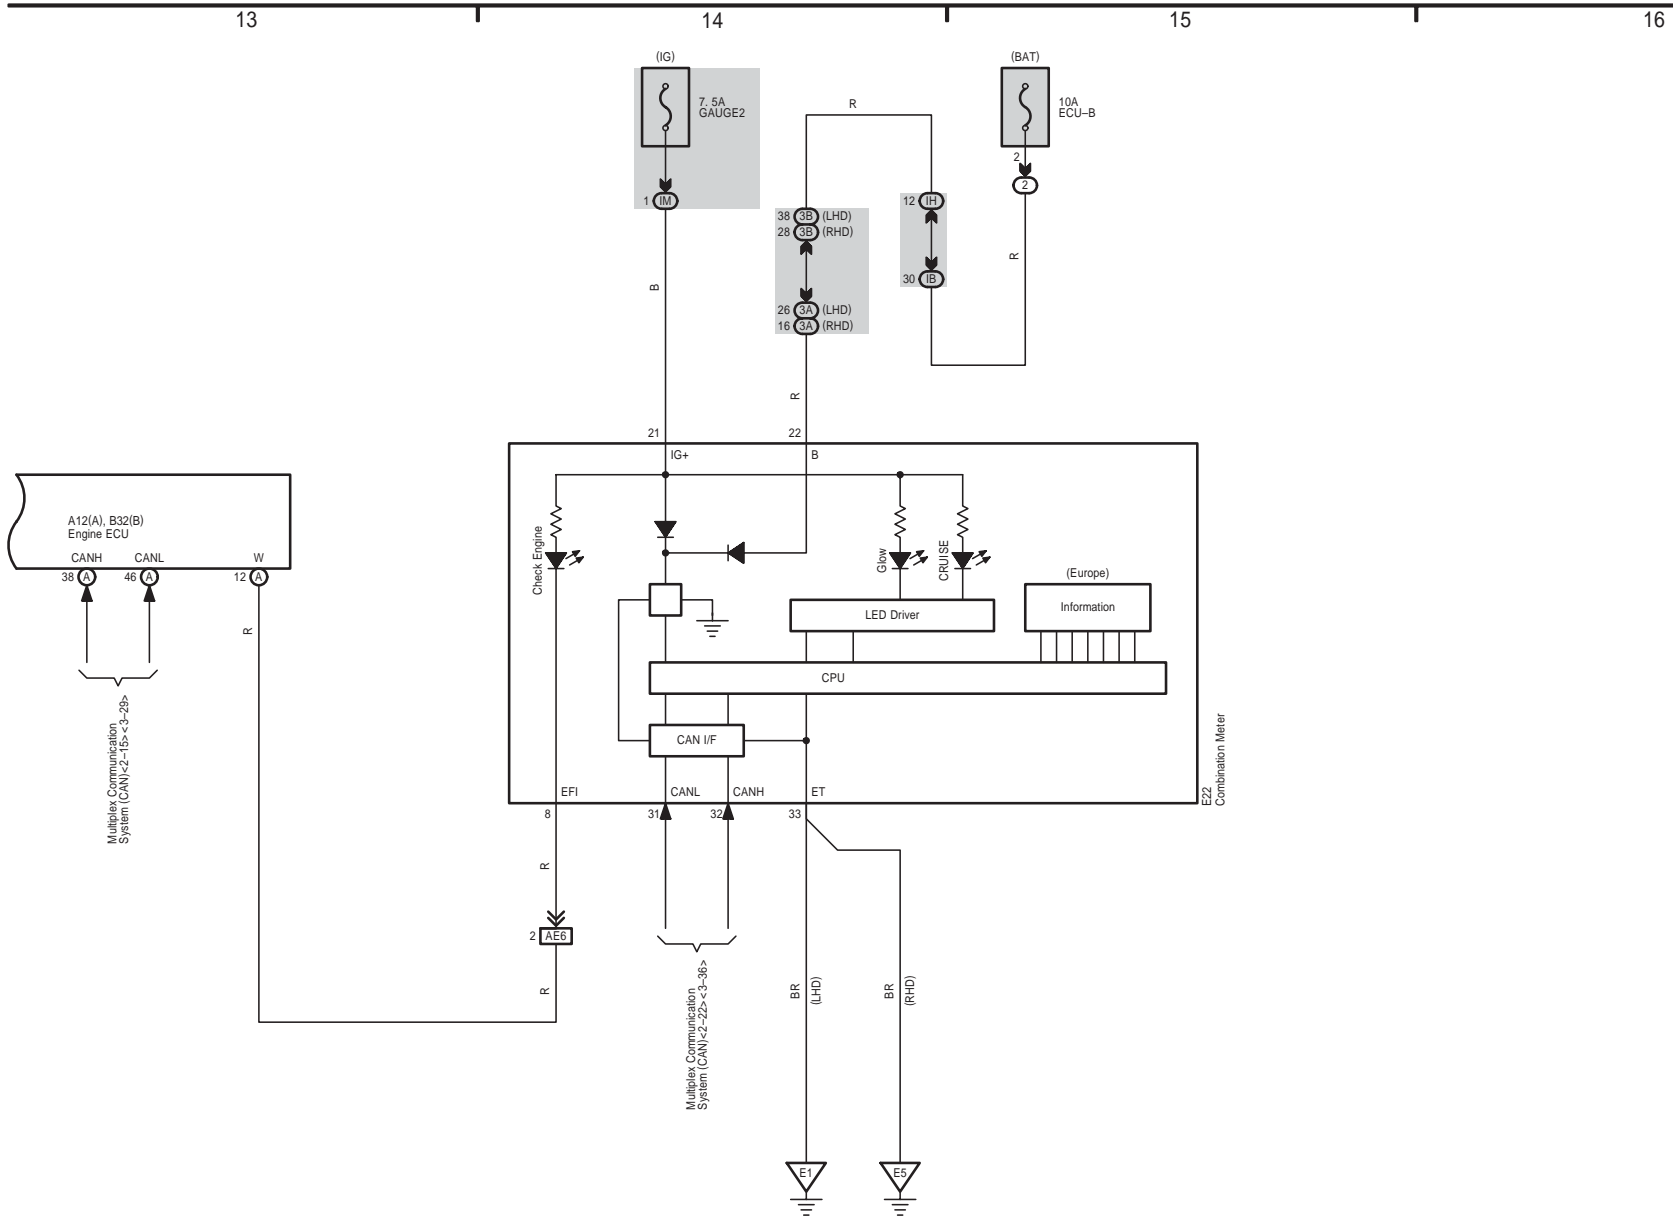 13
14
15
16
(IG)
7. 5A
GAUGE2
1 IM
B
R
38 3B (LHD)
28 3B (RHD)
26 3A (LHD)
16 3A (RHD)
R
12 IH
30 IB
(BAT)
10A
ECU–B
2
2
R
21
22
IG+
B
A12(A), B32(B)
Engine ECU
CANH
CANL
W
38 A
46 A
12 A
R
Multiplex Communication
System (CAN)<2–15><3–29>
Check Engine
Glow
CRUISE
LED Driver
(Europe)
Information
CPU
CAN I/F
EFI
CANL
CANH
ET
8
31
32
33
E22
Combination Meter
R
2 AE6
R
Multiplex Communication
System (CAN)<2–22><3–36>
BR
(LHD)
BR
(RHD)
E1
E5